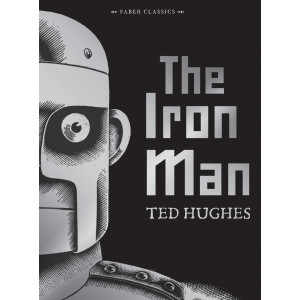 FABER CLASSICS
The
Iron
Man
TED HUGHES